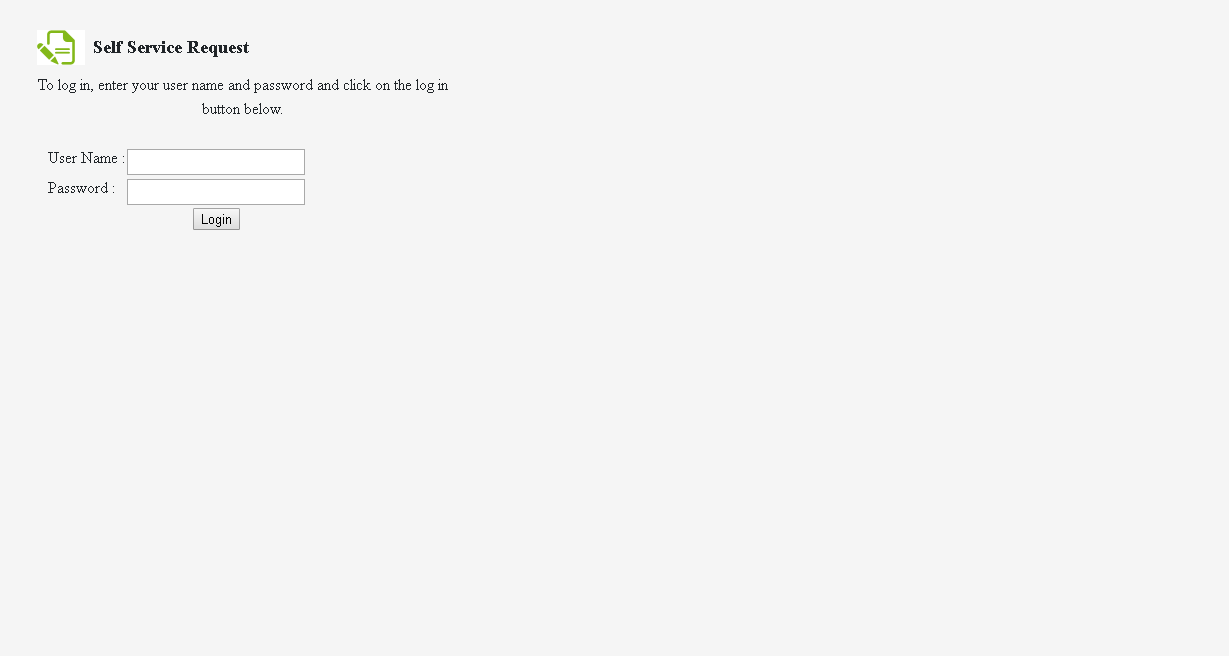 Self Service Request
To log in, enter your user name and password and click on the log in
button below.
User Name :
Password :
Login